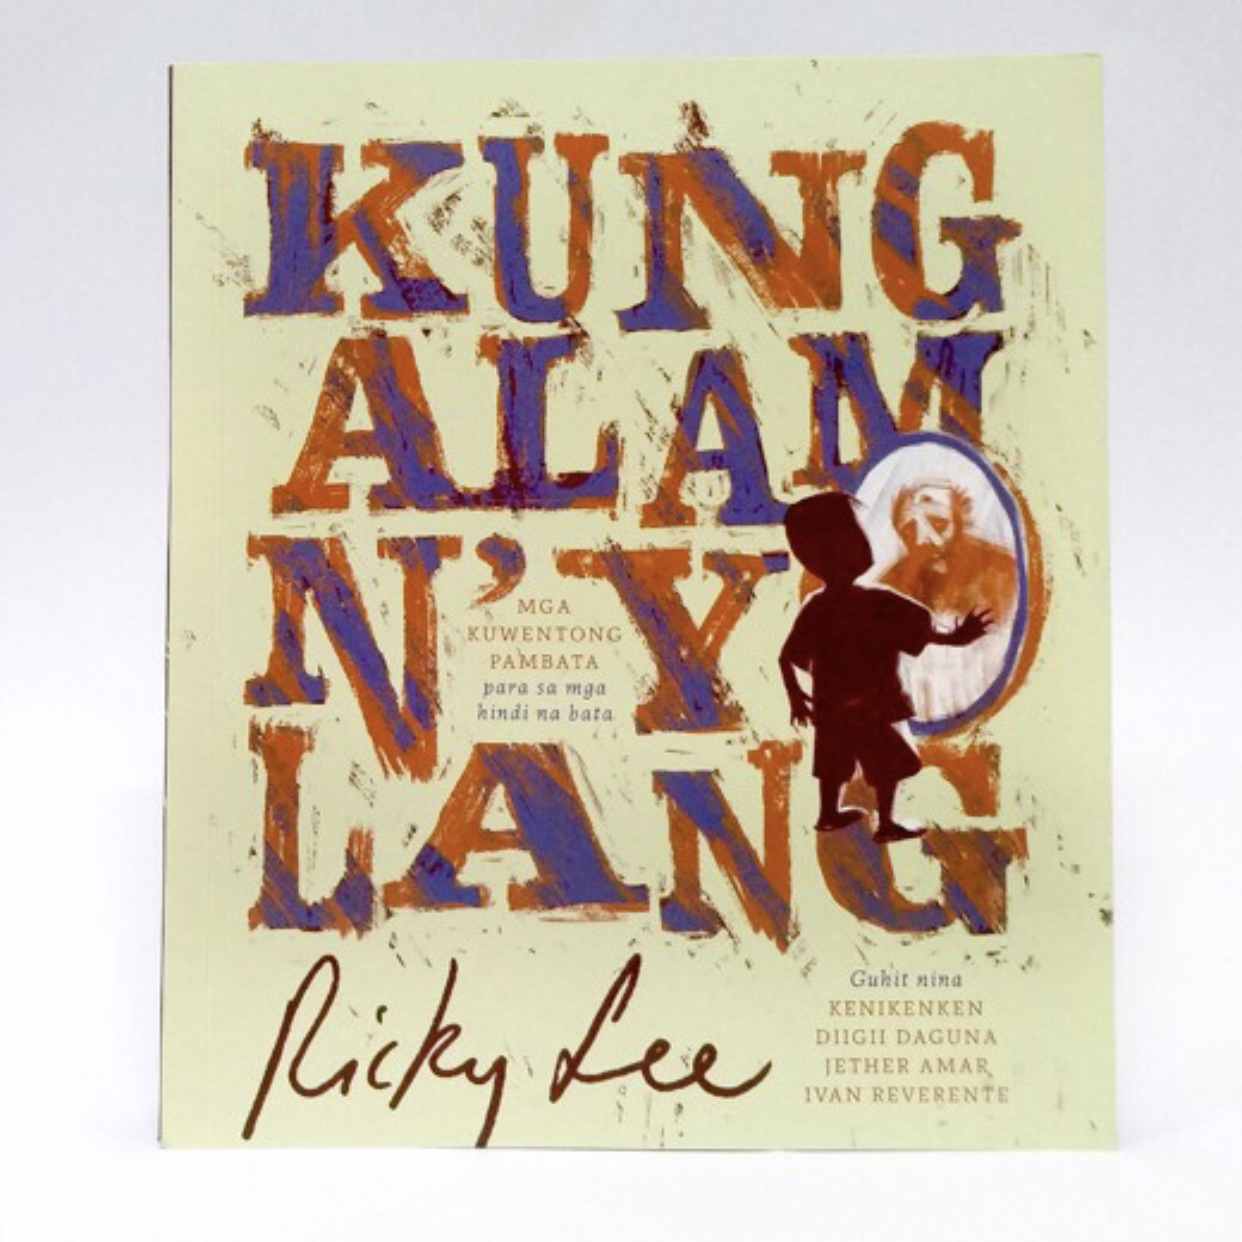 KUNG
ALAM
N'YO
LANG
MGA
KUWENTONG
PAMBATA
para sa mga
hindi na bata
Ricky Lee
Guhit nina
KENIKENKEN
DIIGII DAGUNA
JETHER AMAR
IVAN REVERENTE